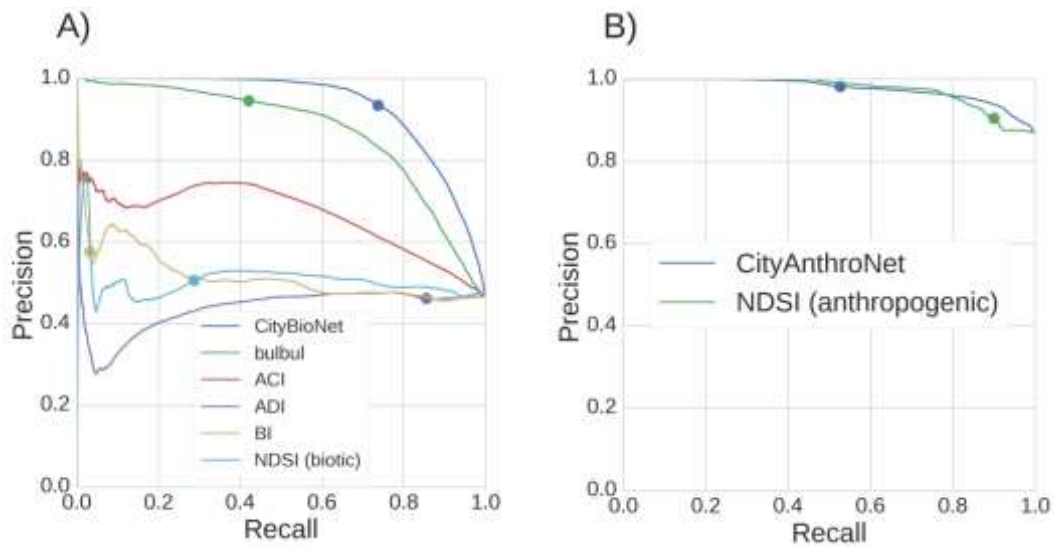 A)
B)
1.0
0.8
0.6
0.4
0.2
0.0
Precision
CityBioNet
bulbul
ACI
ADI
BI
NDSI (biotic)
0.0 0.2 0.4 0.6 0.8 1.0
Recall
1.0
0.8
0.6
0.4
0.2
0.0
Precision
CityAnthroNet
NDSI (anthropogenic)
0.0 0.2 0.4 0.6 0.8 1.0
Recall